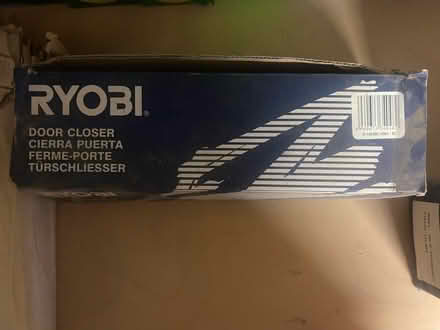 RYOBI®
DOOR CLOSER
CIERRA PUERTA
FERME-PORTE
TÜRSCHLIESSER